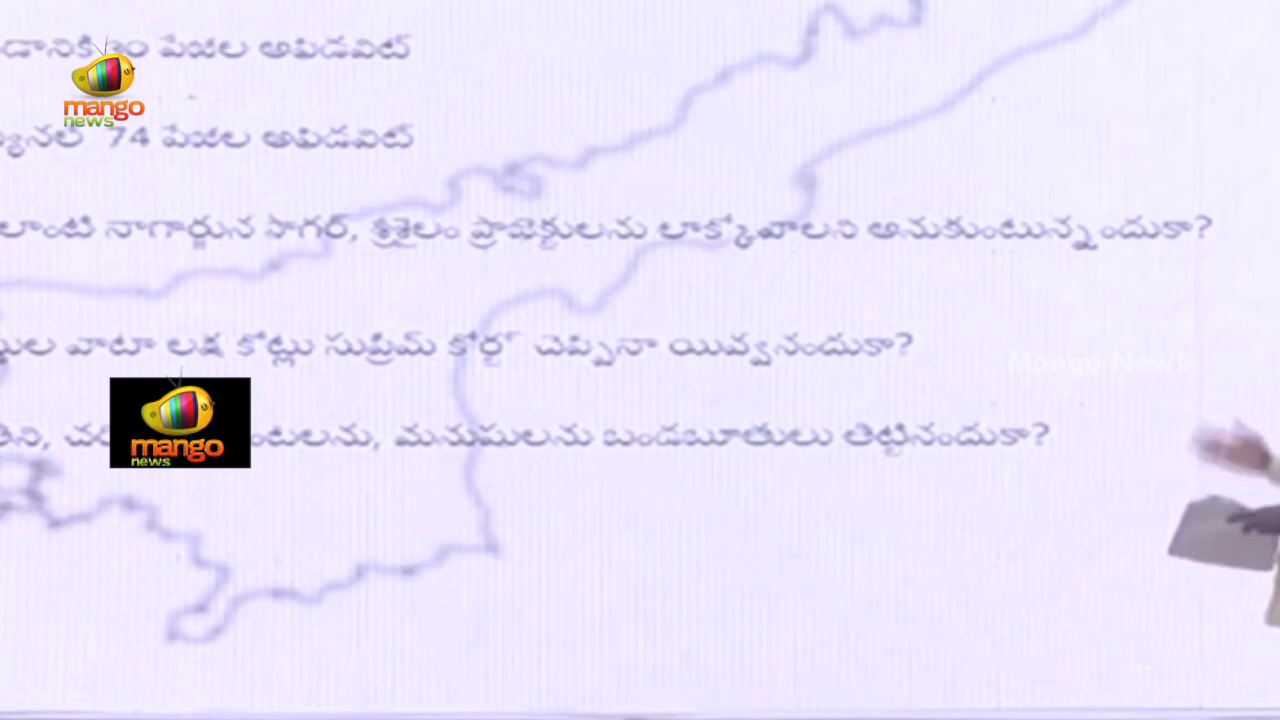 పేజీల అఫిడవిట్
mango
news
74 పేజీల అఫిడవిట్
లాంటి నాగార్జున సాగర్, శ్రీశైలం ప్రాజెక్టులను లాక్కోవాలని అనుకుంటున్నందుకా?
వాటా లక్ష కోట్లు సుప్రీమ్ కోర్ట్ చెప్పినా యివ్వనందుకా?
Mango News
మనుషులను తిట్టినందుకా?
mango
news